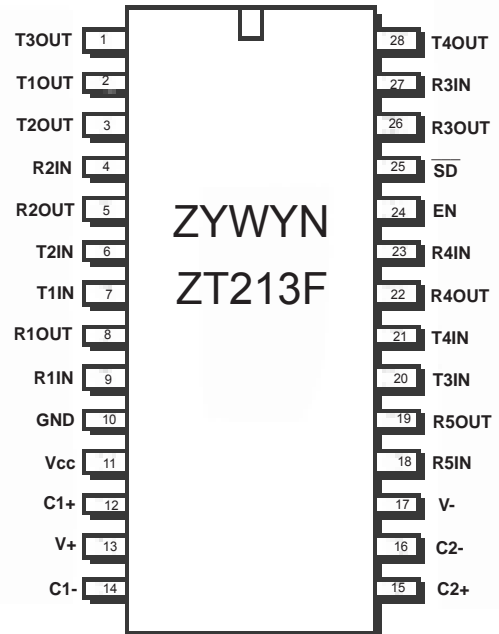 T3OUT 1 28 T4OUT
T1OUT 2 27 R3IN
T2OUT 3 26 R3OUT
R2IN 4 25 SD
R2OUT 5 24 EN
T2IN 6 23 R4IN
T1IN 7 22 R4OUT
R1OUT 8 21 T4IN
R1IN 9 20 T3IN
GND 10 19 R5OUT
Vcc 11 18 R5IN
C1+ 12 17 V-
V+ 13 16 C2-
C1- 14 15 C2+
ZYWYN
ZT213F